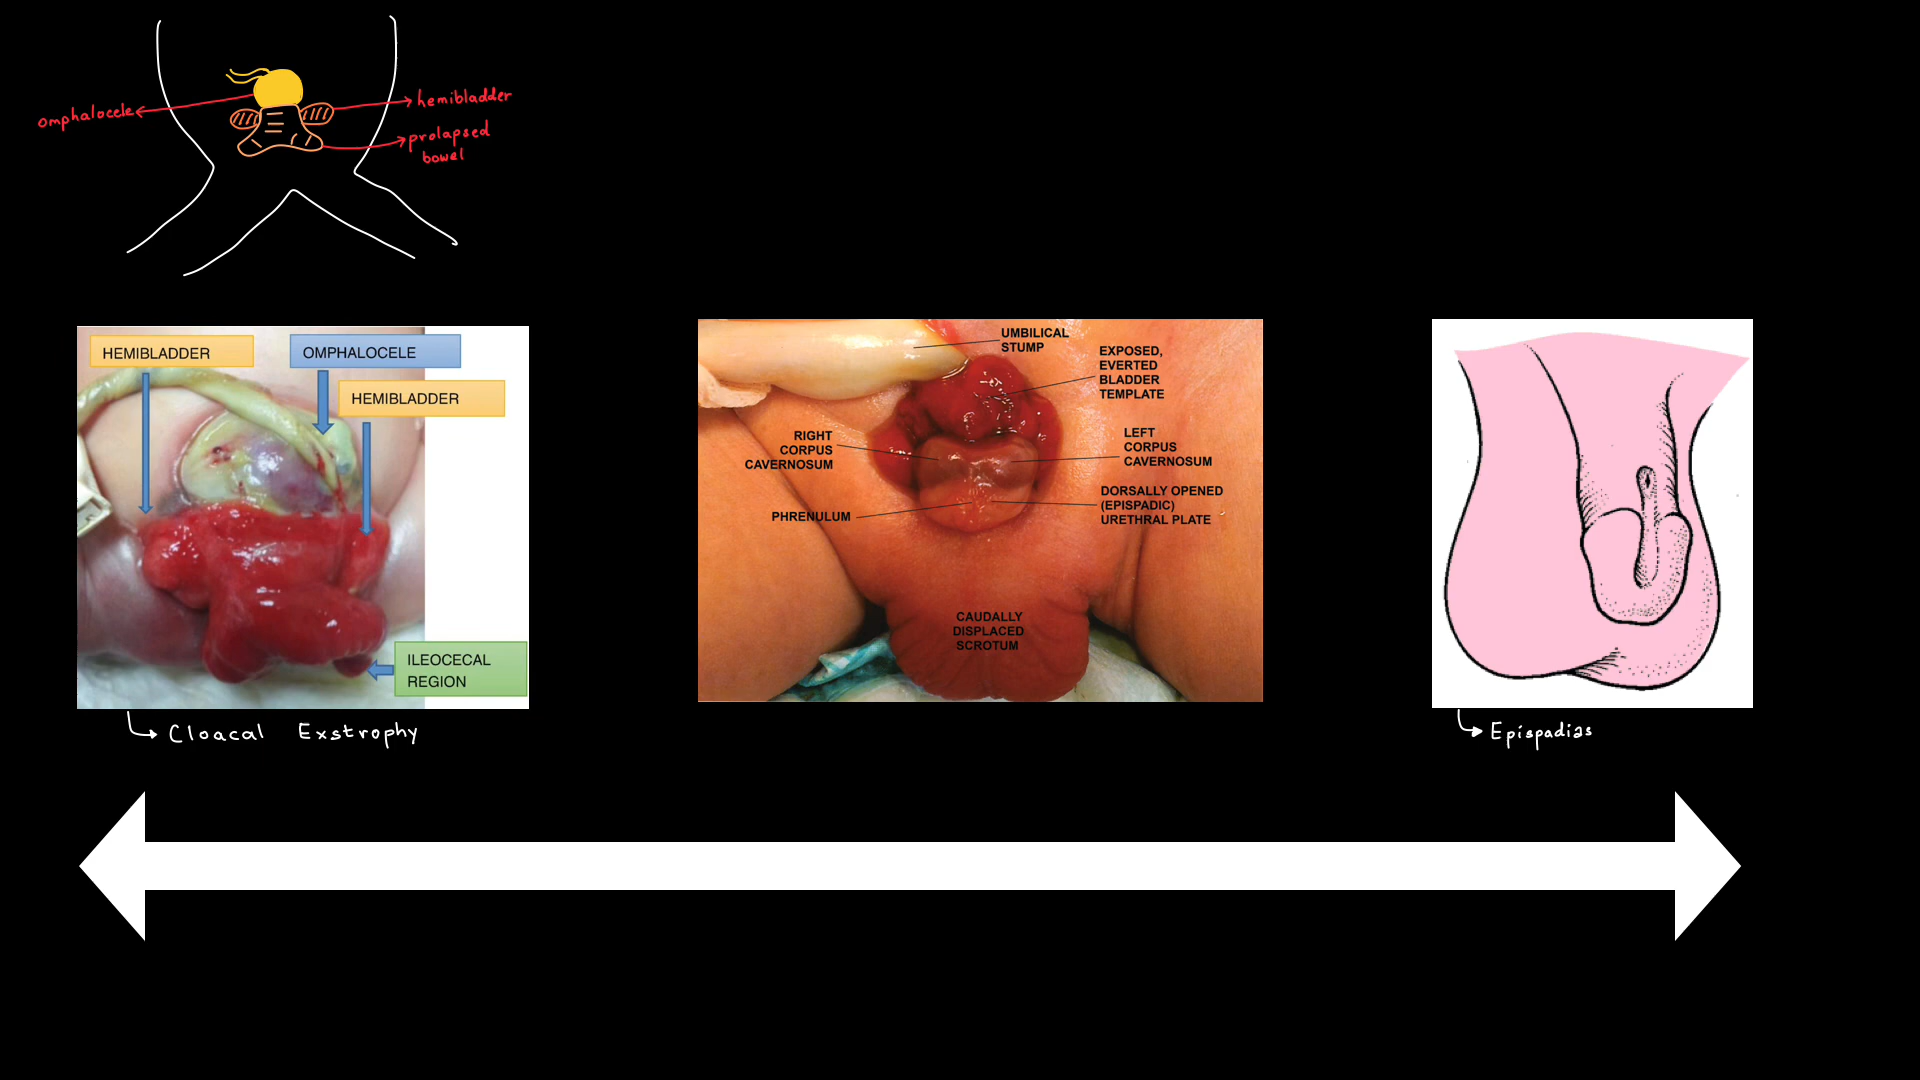 omphalocele
hemibladder
prolapsed
bowel
HEMIBLADDER
OMPHALOCELE
HEMIBLADDER
ILEOCECAL
REGION
Cloacal Exstrophy
UMBILICAL
STUMP
EXPOSED,
EVERTED
BLADDER
TEMPLATE
RIGHT
CORPUS
CAVERNOSUM
LEFT
CORPUS
CAVERNOSUM
DORSALLY OPENED
(EPISPADIC)
URETHRAL PLATE
PHRENULUM
CAUDALLY
DISPLACED
SCROTUM
Epispadias